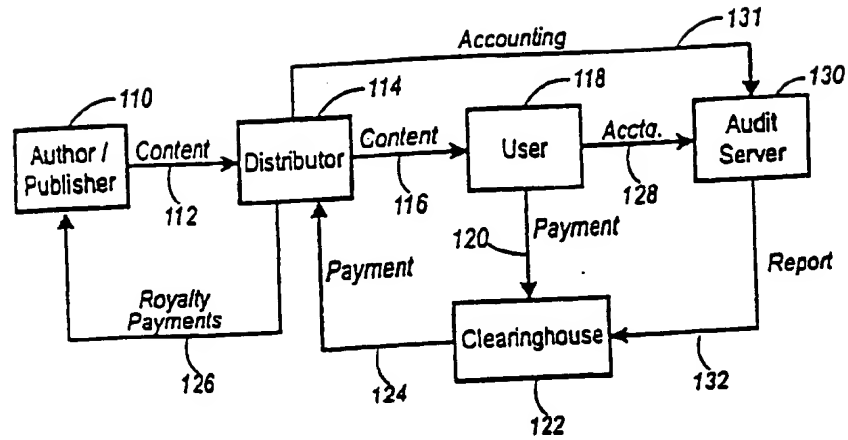 Accounting
131
110
114
118
130
Author /
Publisher
Content
112
Distributor
Content
116
User
Accta.
128
Audit
Server
120
Payment
Payment
Report
Royalty
Payments
126
124
Clearinghouse
122
132